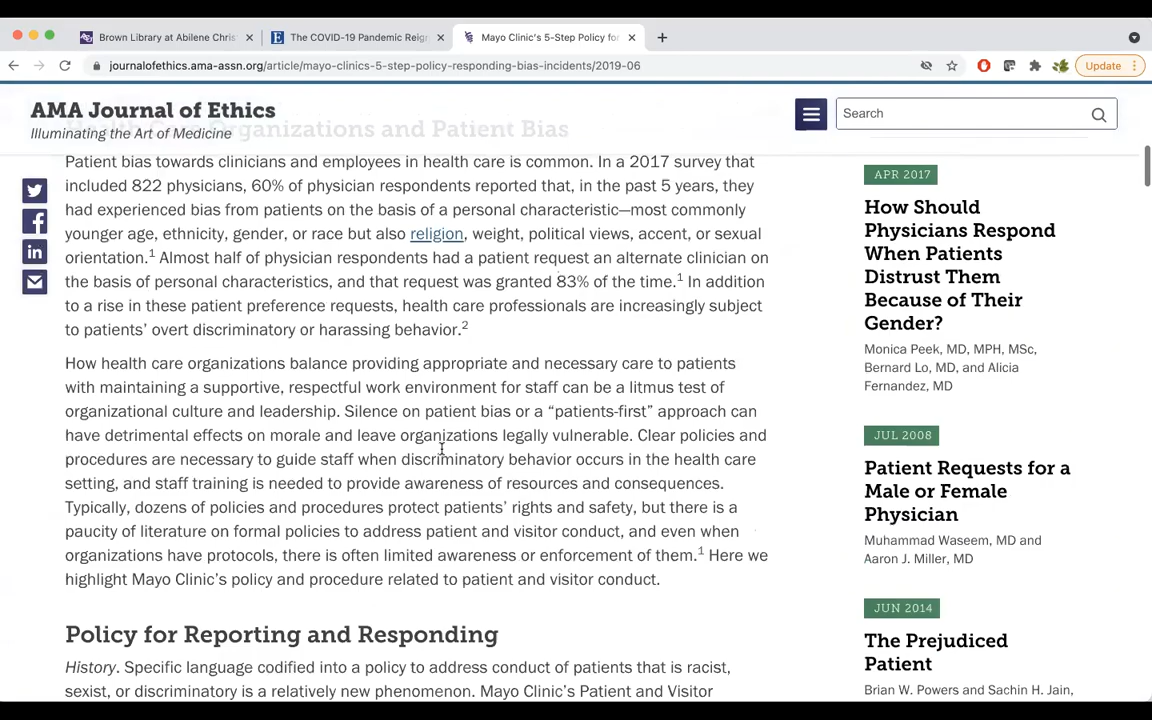 Brown Library at Abilene Chris
The COVID-19 Pandemic Reign
Mayo Clinic's 5-Step Policy for
journalofethics.ama-assn.org/article/mayo-clinics-5-step-policy-responding-bias-incidents/2019-06
Update
AMA Journal of Ethics
Illuminating the Art of Medicine
Search
Organizations and Patient Bias
Patient bias towards clinicians and employees in health care is common. In a 2017 survey that
included 822 physicians, 60% of physician respondents reported that, in the past 5 years, they
had experienced bias from patients on the basis of a personal characteristic—most commonly
younger age, ethnicity, gender, or race but also religion, weight, political views, accent, or sexual
orientation.1 Almost half of physician respondents had a patient request an alternate clinician on
the basis of personal characteristics, and that request was granted 83% of the time.1 In addition
to a rise in these patient preference requests, health care professionals are increasingly subject
to patients’ overt discriminatory or harassing behavior.2
How health care organizations balance providing appropriate and necessary care to patients
with maintaining a supportive, respectful work environment for staff can be a litmus test of
organizational culture and leadership. Silence on patient bias or a “patients-first” approach can
have detrimental effects on morale and leave organizations legally vulnerable. Clear policies and
procedures are necessary to guide staff when discriminatory behavior occurs in the health care
setting, and staff training is needed to provide awareness of resources and consequences.
Typically, dozens of policies and procedures protect patients’ rights and safety, but there is a
paucity of literature on formal policies to address patient and visitor conduct, and even when
organizations have protocols, there is often limited awareness or enforcement of them.1 Here we
highlight Mayo Clinic’s policy and procedure related to patient and visitor conduct.
Policy for Reporting and Responding
History. Specific language codified into a policy to address conduct of patients that is racist,
sexist, or discriminatory is a relatively new phenomenon. Mayo Clinic’s Patient and Visitor
APR 2017
How Should
Physicians Respond
When Patients
Distrust Them
Because of Their
Gender?
Monica Peek, MD, MPH, MSc,
Bernard Lo, MD, and Alicia
Fernandez, MD
JUL 2008
Patient Requests for a
Male or Female
Physician
Muhammad Waseem, MD and
Aaron J. Miller, MD
JUN 2014
The Prejudiced
Patient
Brian W. Powers and Sachin H. Jain,